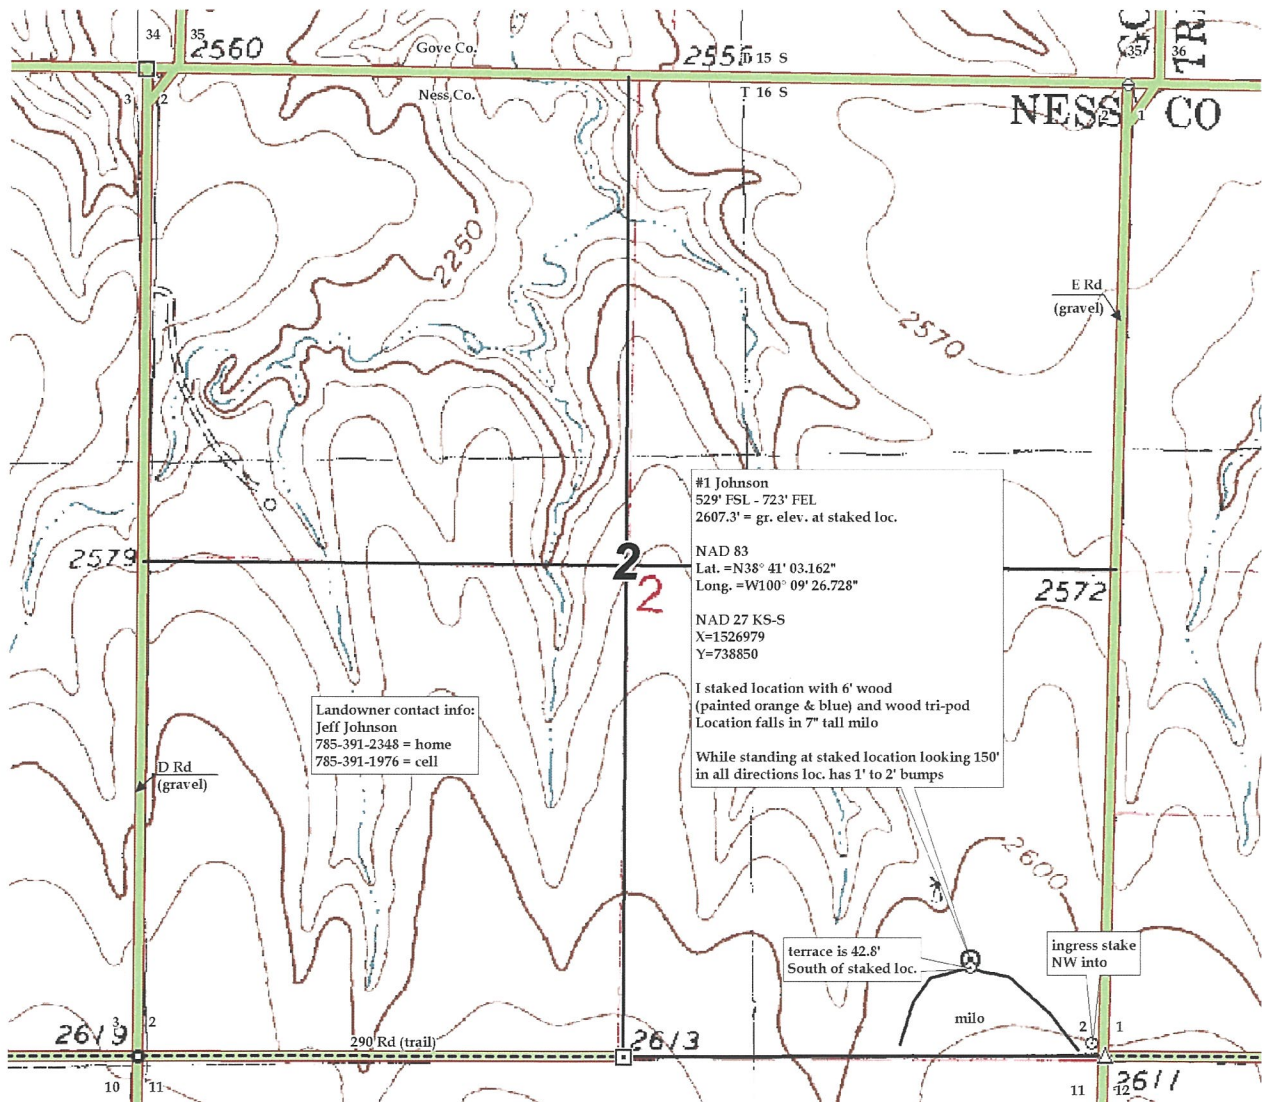 34
35
2560
Gove Co.
T 15 S
35
36
3
2
Ness Co.
T 16 S
NESS CO
2
1
2250
E Rd
(gravel)
2570
#1 Johnson
529' FSL - 723' FEL
2607.3' = gr. elev. at staked loc.
NAD 83
Lat. =N38° 41' 03.162"
Long. =W100° 09' 26.728"
NAD 27 KS-S
X=1526979
Y=738850
I staked location with 6' wood
(painted orange & blue) and wood tri-pod
Location falls in 7" tall milo
While standing at staked location looking 150'
in all directions loc. has 1' to 2' bumps
2579
2
2
2572
Landowner contact info:
Jeff Johnson
785-391-2348 = home
785-391-1976 = cell
D Rd
(gravel)
2600
terrace is 42.8'
South of staked loc.
ingress stake
NW into
milo
3
2
2
1
2619
290 Rd (trail)
2613
2611
10
11
11
12